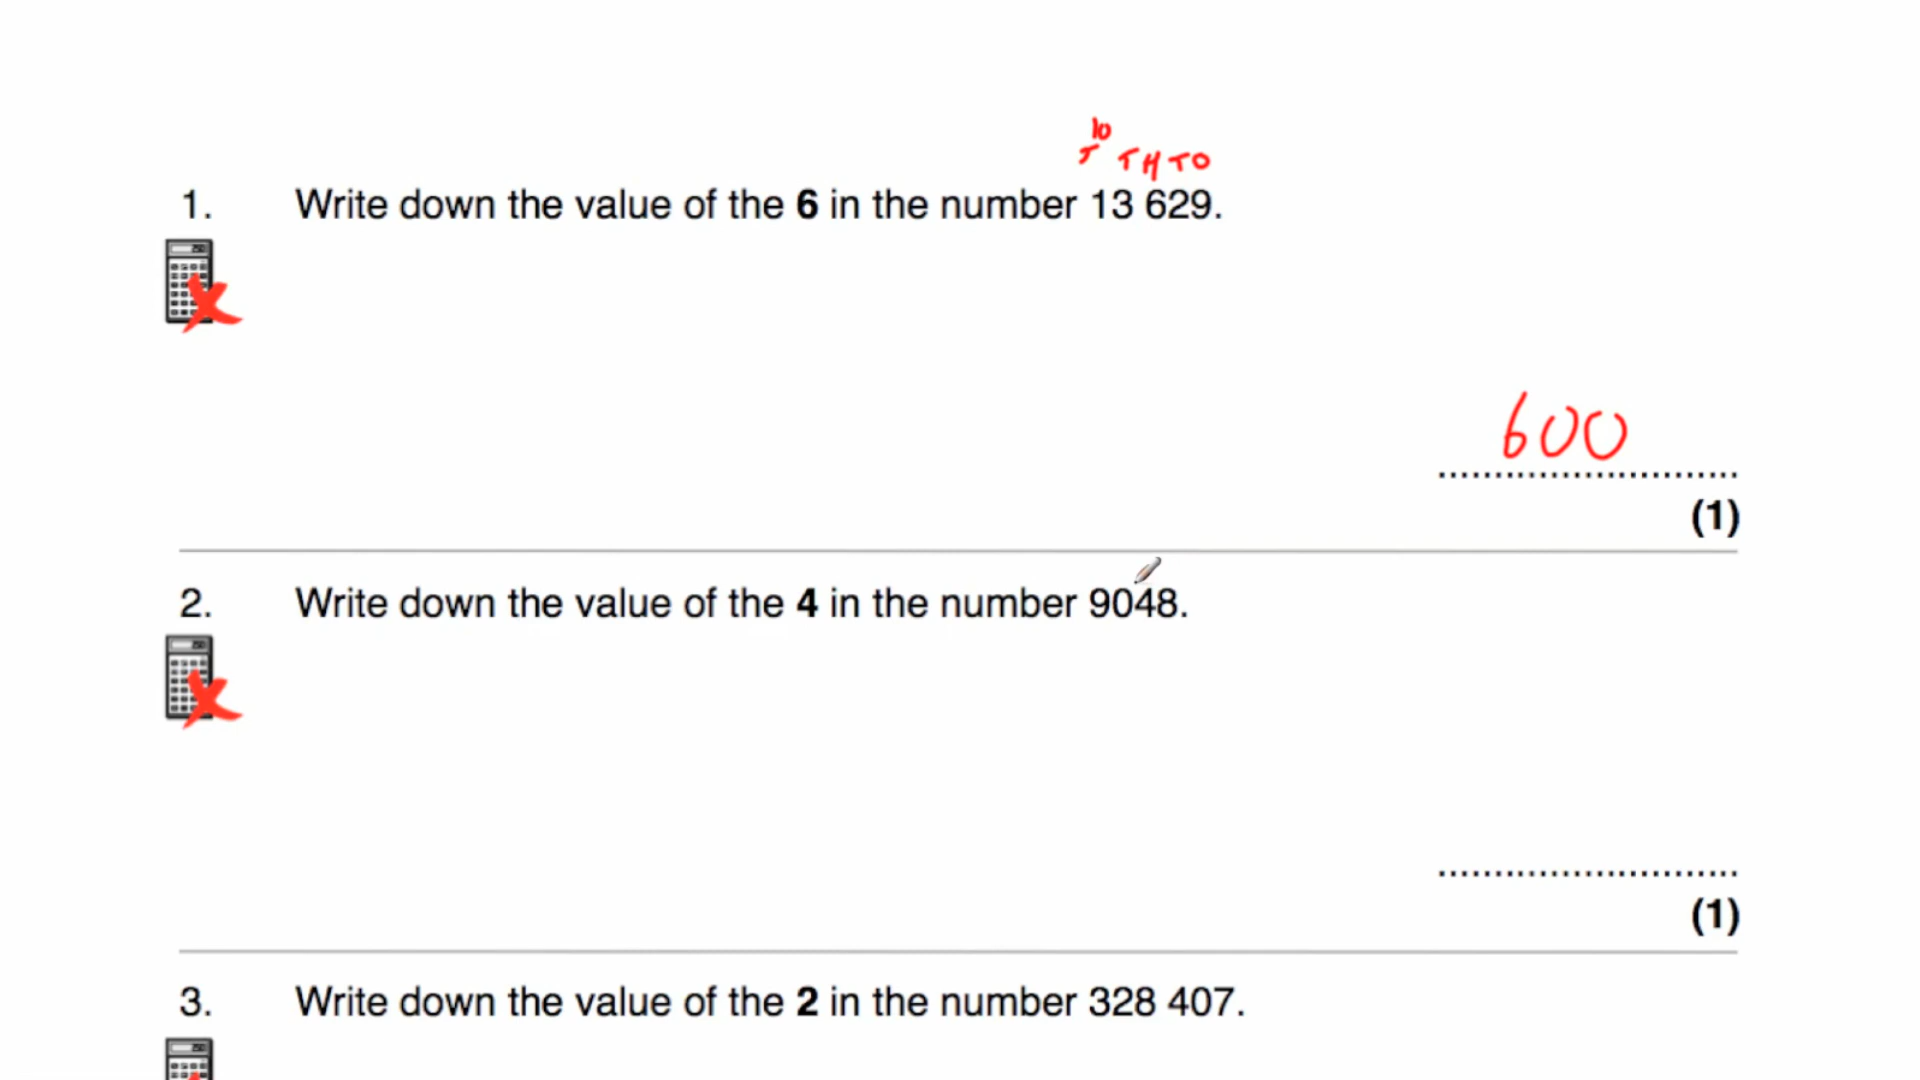 10
T THTO
1. Write down the value of the 6 in the number 13 629.
600
(1)
2. Write down the value of the 4 in the number 9048.
(1)
3. Write down the value of the 2 in the number 328 407.